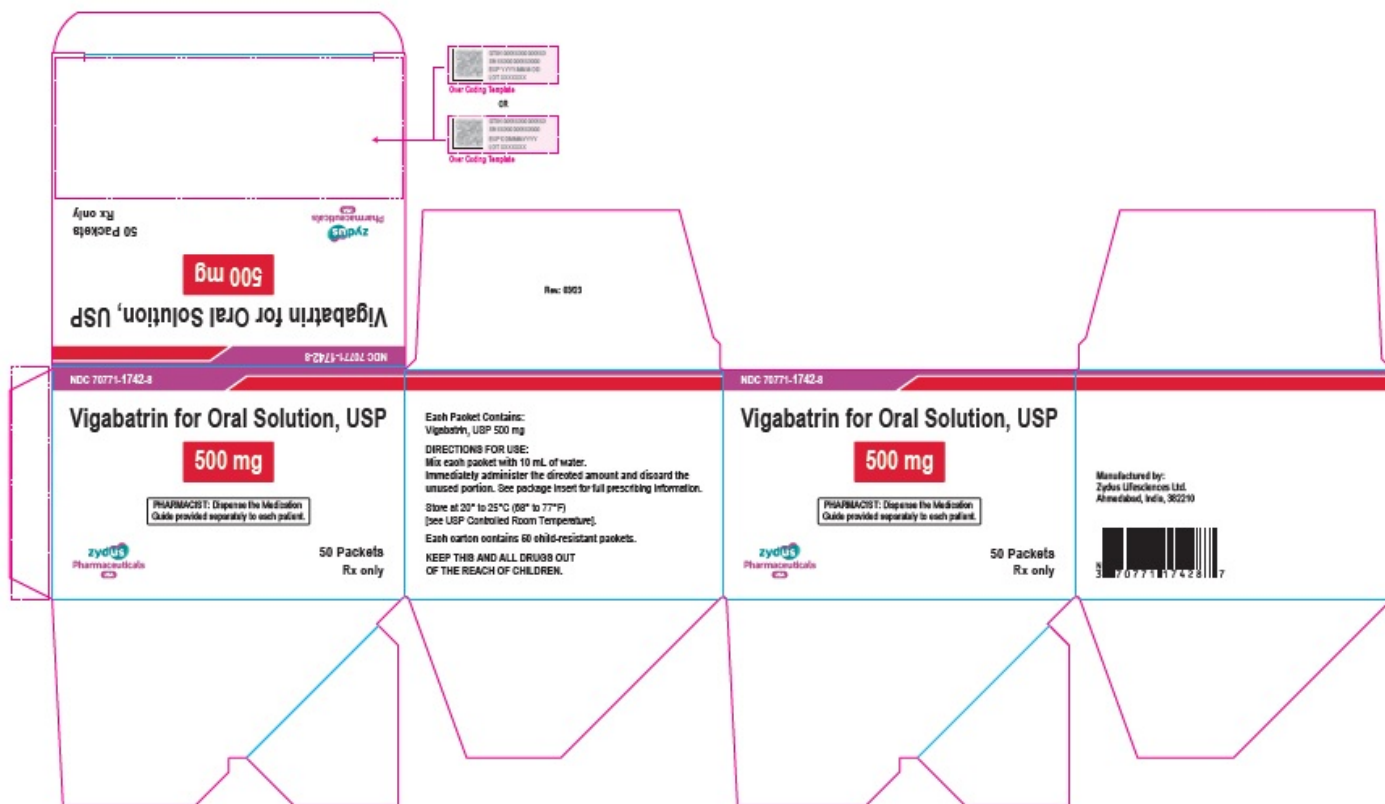 Over Coding Template
OR
Over Coding Template
50 Packets
Rx only
zydus
Pharmaceuticals
500 mg
Vigabatrin for Oral Solution, USP
NDC 70771-1742-8
Rev.: 03/23
NDC 70771-1742-8
Vigabatrin for Oral Solution, USP
500 mg
PHARMACIST: Dispense the Medication
Guide provided separately to each patient.
zydus
Pharmaceuticals
50 Packets
Rx only
Each Packet Contains:
Vigabatrin, USP 500 mg
DIRECTIONS FOR USE:
Mix each packet with 10 mL of water.
Immediately administer the directed amount and discard the
unused portion. See package insert for full prescribing information.
Store at 20° to 25°C (68° to 77°F)
[see USP Controlled Room Temperature].
Each carton contains 50 child-resistant packets.
KEEP THIS AND ALL DRUGS OUT
OF THE REACH OF CHILDREN.
NDC 70771-1742-8
Vigabatrin for Oral Solution, USP
500 mg
PHARMACIST: Dispense the Medication
Guide provided separately to each patient.
zydus
Pharmaceuticals
50 Packets
Rx only
Manufactured by:
Zydus Lifesciences Ltd.
Ahmedabad, India, 382210
N
3 70771 17428 7